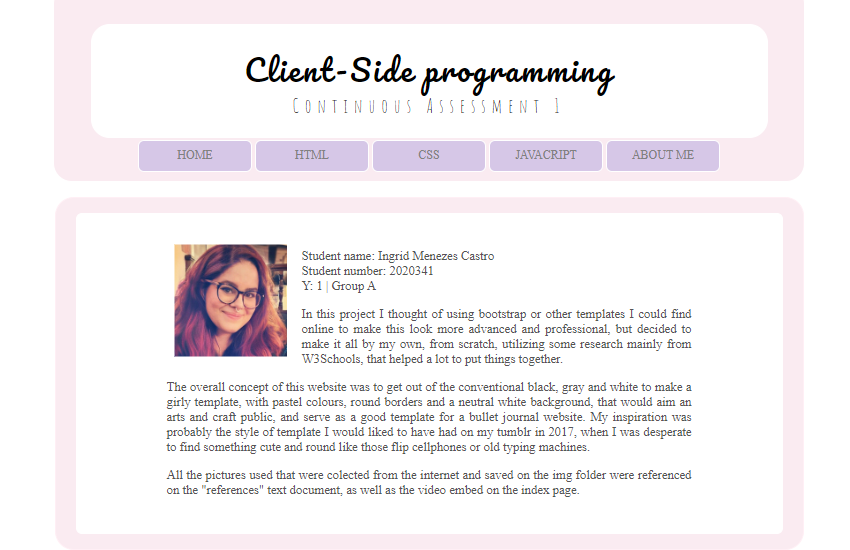 Client-Side programming
Continuous Assessment 1
HOME HTML CSS JAVACRIPT ABOUT ME
Student name: Ingrid Menezes Castro
Student number: 2020341
Y: 1 | Group A
In this project I thought of using bootstrap or other templates I could find
online to make this look more advanced and professional, but decided to
make it all by my own, from scratch, utilizing some research mainly from
W3Schools, that helped a lot to put things together.
The overall concept of this website was to get out of the conventional black, gray and white to make a
girly template, with pastel colours, round borders and a neutral white background, that would aim an
arts and craft public, and serve as a good template for a bullet journal website. My inspiration was
probably the style of template I would liked to have had on my tumblr in 2017, when I was desperate
to find something cute and round like those flip cellphones or old typing machines.
All the pictures used that were colected from the internet and saved on the img folder were referenced
on the "references" text document, as well as the video embed on the index page.